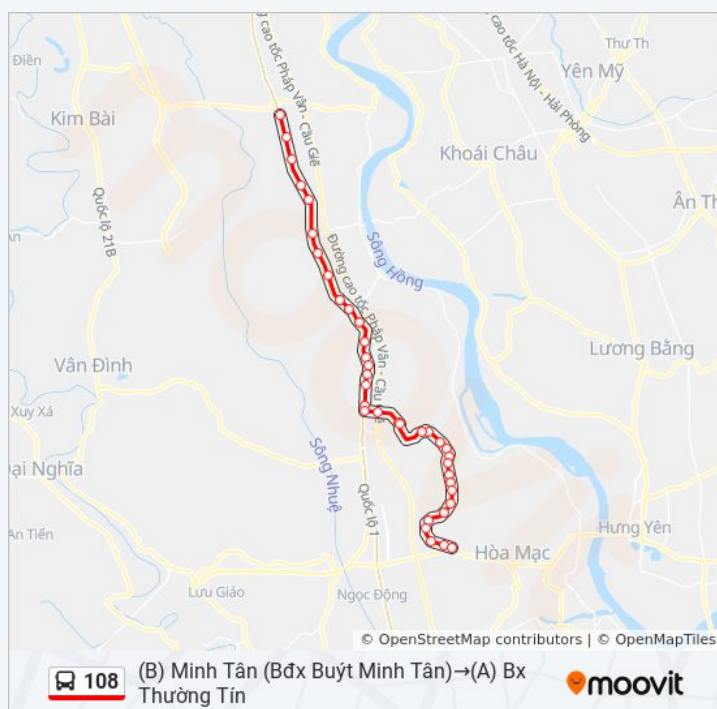 Điền
Kim Bài
Đường cao tốc Pháp Vân - Cầu Giẽ
cao tốc Hà Nội - Hải Phòng
Thư Th
Yên Mỹ
Khoái Châu
Ân Th
Quốc lộ 21B
Sông Hồng
Đường cao tốc Pháp Vân - Cầu Giẽ
Vân Đình
Lương Bằng
Xuy Xá
Đại Nghĩa
Sông Nhuệ
An Tiến
Quốc lộ 1
Hưng Yên
Hòa Mạc
Lưu Giáo
Ngọc Động
© OpenStreetMap contributors | © OpenMapTiles
108
(B) Minh Tân (Bđx Buýt Minh Tân)→(A) Bx
Thường Tín
moovit